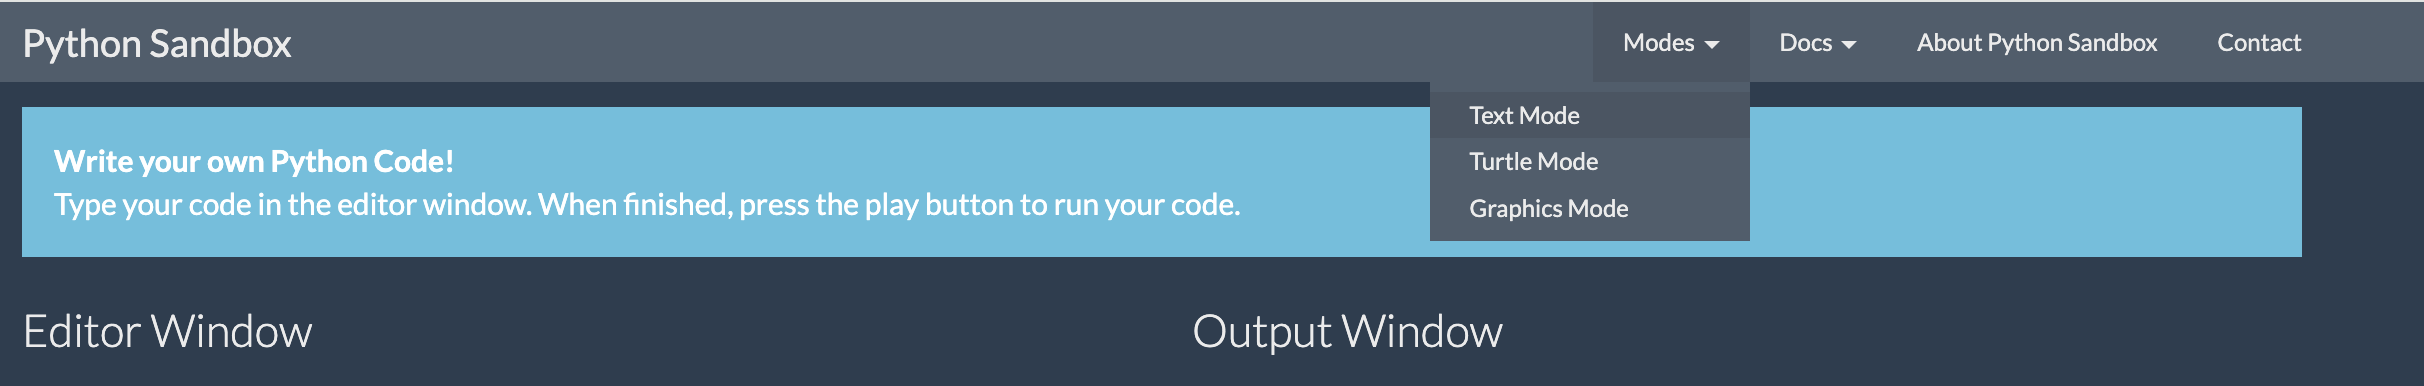 Python Sandbox
Modes
Docs
About Python Sandbox
Contact
Text Mode
Turtle Mode
Graphics Mode
Write your own Python Code!
Type your code in the editor window. When finished, press the play button to run your code.
Editor Window
Output Window